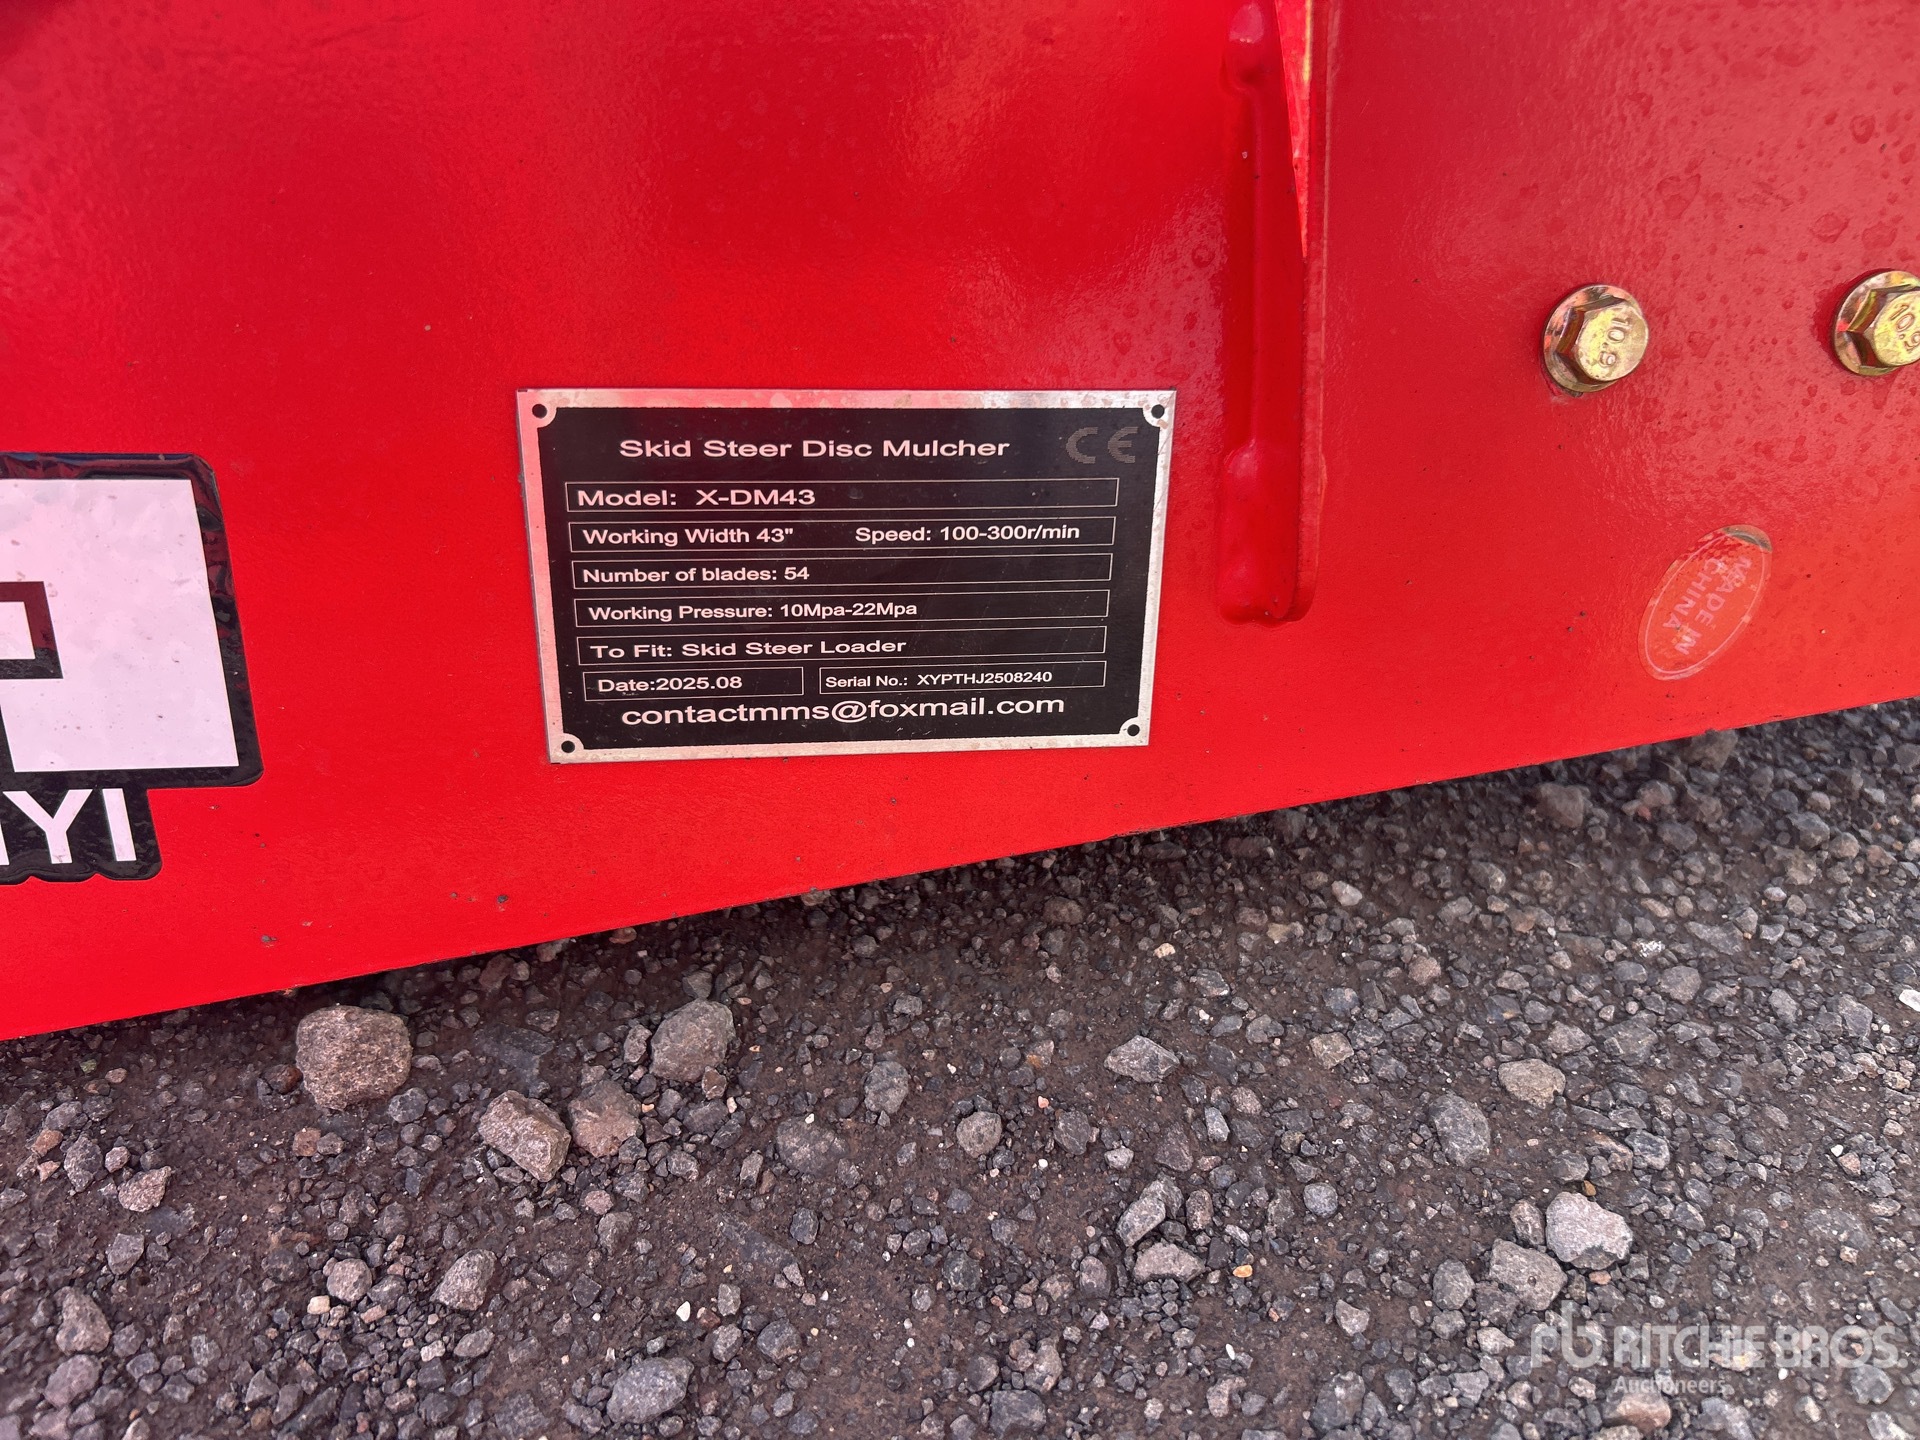 Skid Steer Disc Mulcher CE
Model: X-DM43
Working Width 43" Speed: 100-300r/min
Number of blades: 54
Working Pressure: 10Mpa-22Mpa
To Fit: Skid Steer Loader
Date:2025.08 Serial No.: XYPTHJ2508240
contactmms@foxmail.com
10.9
10.9
MADE IN
CHINA
YI
rb RITCHIE BROS.
Auctioneers